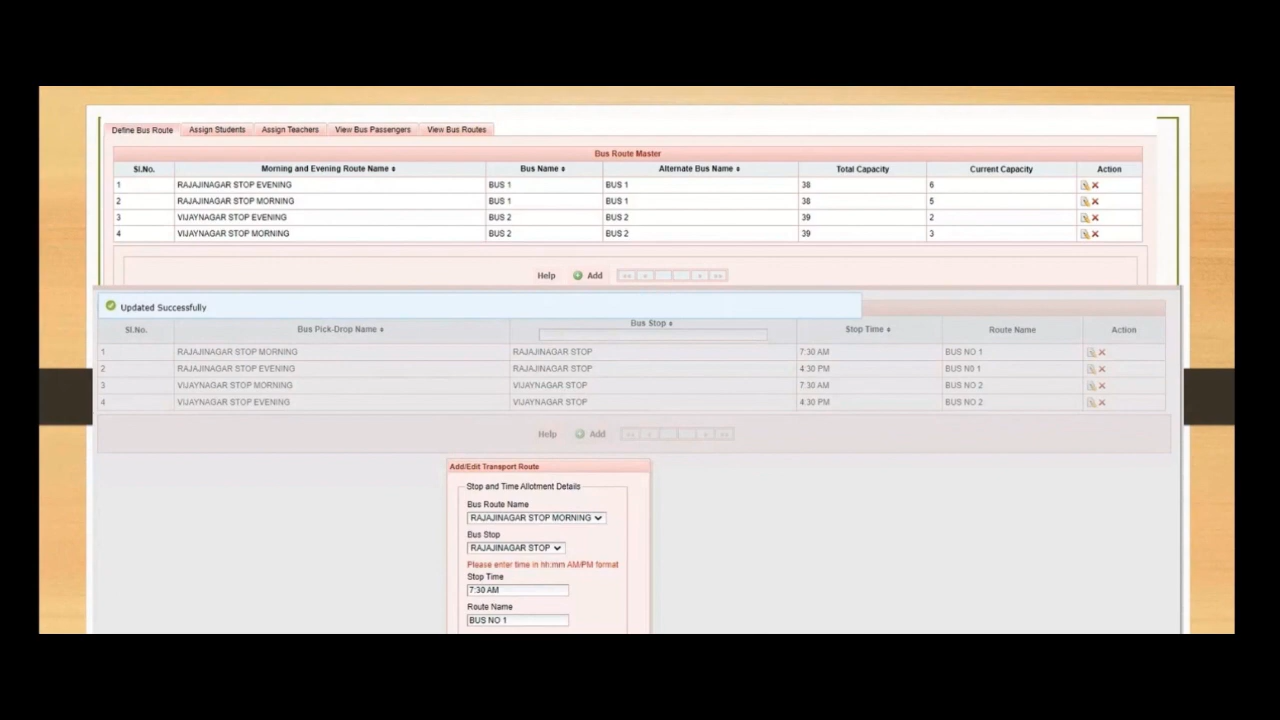 Define Bus Route Assign Students Assign Teachers View Bus Passengers View Bus Routes
Bus Route Master
Sl.No. Morning and Evening Route Name Bus Name Alternate Bus Name Total Capacity Current Capacity Action
1 RAJAJINAGAR STOP EVENING BUS 1 BUS 1 38 6
2 RAJAJINAGAR STOP MORNING BUS 1 BUS 1 38 5
3 VIJAYNAGAR STOP EVENING BUS 2 BUS 2 39 2
4 VIJAYNAGAR STOP MORNING BUS 2 BUS 2 39 3
Help Add
Updated Successfully
Sl.No. Bus Pick-Drop Name Bus Stop Stop Time Route Name Action
1 RAJAJINAGAR STOP MORNING RAJAJINAGAR STOP 7:30 AM BUS NO 1
2 RAJAJINAGAR STOP EVENING RAJAJINAGAR STOP 4:30 PM BUS N0 1
3 VIJAYNAGAR STOP MORNING VIJAYNAGAR STOP 7:30 AM BUS NO 2
4 VIJAYNAGAR STOP EVENING VIJAYNAGAR STOP 4:30 PM BUS NO 2
Help Add
Add/Edit Transport Route
Stop and Time Allotment Details
Bus Route Name
RAJAJINAGAR STOP MORNING
Bus Stop
RAJAJINAGAR STOP
Please enter time in hh:mm AM/PM format
Stop Time
7:30 AM
Route Name
BUS NO 1